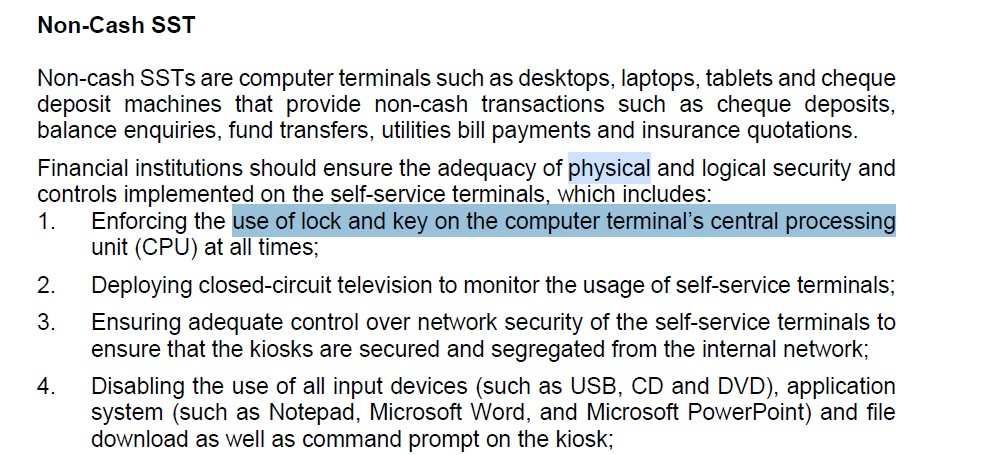 Non-Cash SST
Non-cash SSTs are computer terminals such as desktops, laptops, tablets and cheque
deposit machines that provide non-cash transactions such as cheque deposits,
balance enquiries, fund transfers, utilities bill payments and insurance quotations.
Financial institutions should ensure the adequacy of physical and logical security and
controls implemented on the self-service terminals, which includes:
1. Enforcing the use of lock and key on the computer terminal's central processing
unit (CPU) at all times;
2. Deploying closed-circuit television to monitor the usage of self-service terminals;
3. Ensuring adequate control over network security of the self-service terminals to
ensure that the kiosks are secured and segregated from the internal network;
4. Disabling the use of all input devices (such as USB, CD and DVD), application
system (such as Notepad, Microsoft Word, and Microsoft PowerPoint) and file
download as well as command prompt on the kiosk;